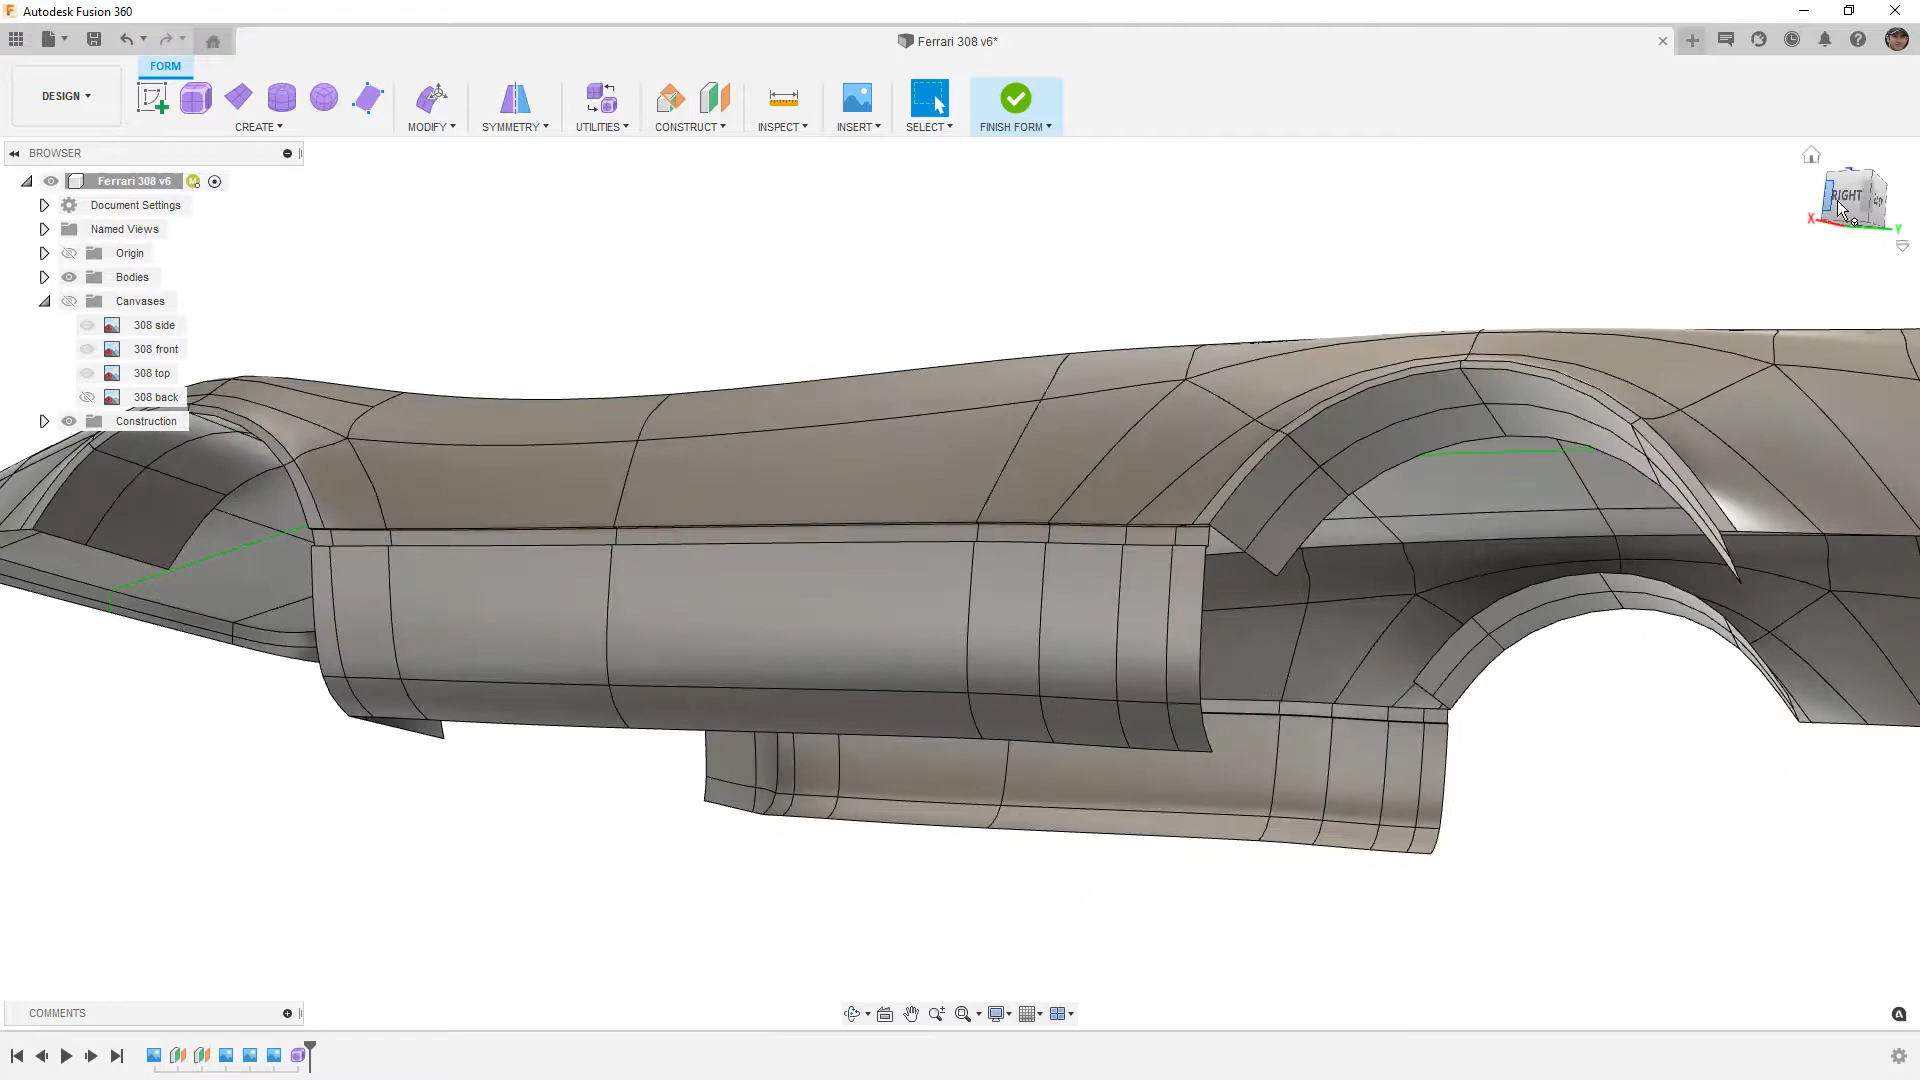 Autodesk Fusion 360
Ferrari 308 v6*
FORM
DESIGN
CREATE
MODIFY
SYMMETRY
UTILITIES
CONSTRUCT
INSPECT
INSERT
SELECT
FINISH FORM
BROWSER
Ferrari 308 v6
Document Settings
Named Views
Origin
Bodies
Canvases
308 side
308 front
308 top
308 back
Construction
RIGHT
X
Y
COMMENTS